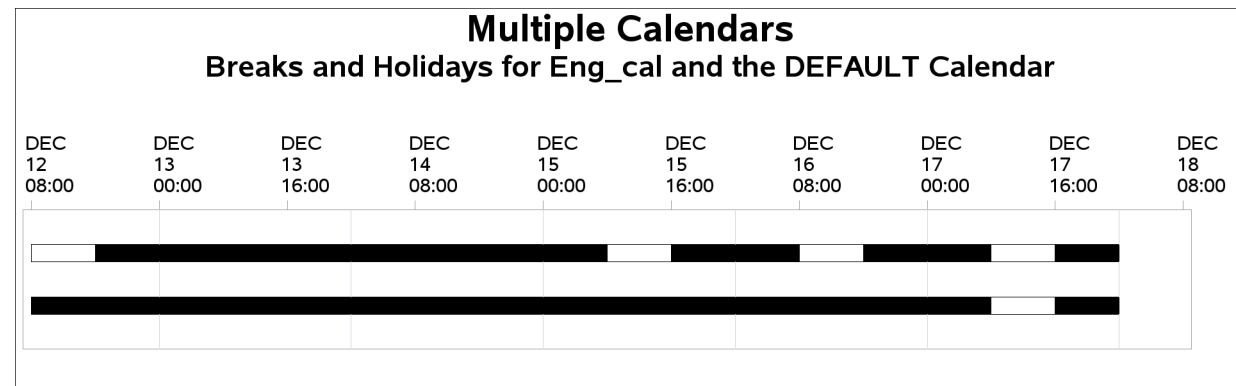 Multiple Calendars
Breaks and Holidays for Eng_cal and the DEFAULT Calendar
DEC DEC DEC DEC DEC DEC DEC DEC DEC DEC
12 13 13 14 15 15 16 17 17 18
08:00 00:00 16:00 08:00 00:00 16:00 08:00 00:00 16:00 08:00